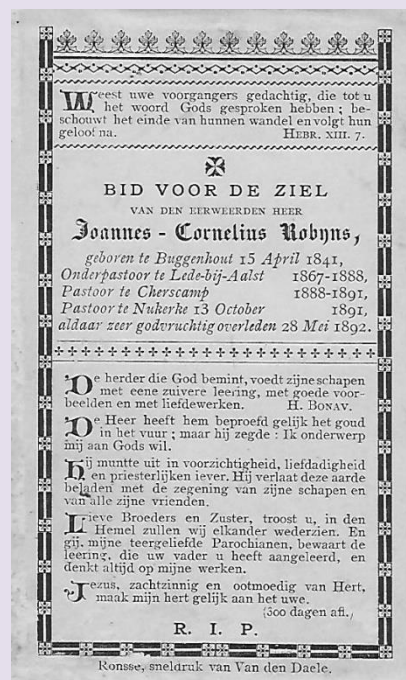 Weest uwe voorgangers gedachtig, die tot u
het woord Gods gesproken hebben ; be-
schouwt het einde van hunnen wandel en volgt hun
geloof na. HEBR. XIII. 7.
BID VOOR DE ZIEL
VAN DEN EERWEERDEN HEER
Joannes - Cornelius Robyns,
geboren te Buggenhout 15 April 1841,
Onderpastoor te Lede-bij-Aalst 1867-1888,
Pastoor te Cherscamp 1888-1891,
Pastoor te Nukerke 13 October 1891,
aldaar zeer godvruchtig overleden 28 Mei 1892.
De herder die God bemint, voedt zijne schapen
met eene zuivere leering, met goede voor-
beelden en met liefdewerken. H. BONAV.
De Heer heeft hem beproefd gelijk het goud
in het vuur ; maar hij zegde : Ik onderwerp
mij aan Gods wil.
Hij muntte uit in voorzichtigheid, liefdadigheid
en priesterlijken iever. Hij verlaat deze aarde
beladen met de zegening van zijne schapen en
van alle zijne vrienden.
Lieve Broeders en Zuster, troost u, in den
Hemel zullen wij elkander wederzien. En
gij, mijne teergeliefde Parochianen, bewaart de
leering, die uw vader u heeft aangeleerd, en
denkt altijd op mijne werken.
Jezus, zachtzinnig en ootmoedig van Hert,
maak mijn hert gelijk aan het uwe.
(300 dagen afl.)
R. I. P.
Ronsse, sneldruk van Van den Daele.